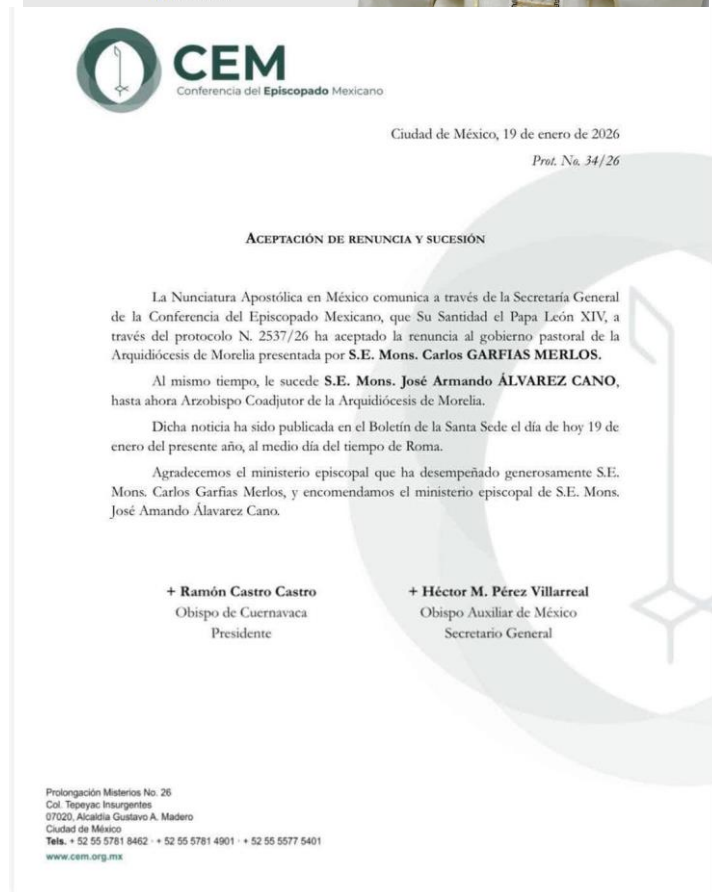 CEM
Conferencia del Episcopado Mexicano
Ciudad de México, 19 de enero de 2026
Prot. No. 34/26
ACEPTACIÓN DE RENUNCIA Y SUCESIÓN
La Nunciatura Apostólica en México comunica a través de la Secretaría General
de la Conferencia del Episcopado Mexicano, que Su Santidad el Papa León XIV, a
través del protocolo N. 2537/26 ha aceptado la renuncia al gobierno pastoral de la
Arquidiócesis de Morelia presentada por S.E. Mons. Carlos GARFIAS MERLOS.
Al mismo tiempo, le sucede S.E. Mons. José Armando ÁLVAREZ CANO,
hasta ahora Arzobispo Coadjutor de la Arquidiócesis de Morelia.
Dicha noticia ha sido publicada en el Boletín de la Santa Sede el día de hoy 19 de
enero del presente año, al medio día del tiempo de Roma.
Agradecemos el ministerio episcopal que ha desempeñado generosamente S.E.
Mons. Carlos Garfias Merlos, y encomendamos el ministerio episcopal de S.E. Mons.
José Amando Álavarez Cano.
+ Ramón Castro Castro
Obispo de Cuernavaca
Presidente
+ Héctor M. Pérez Villarreal
Obispo Auxiliar de México
Secretario General
Prolongación Misterios No. 26
Col. Tepeyac Insurgentes
07020, Alcaldía Gustavo A. Madero
Ciudad de México
Tels. + 52 55 5781 8462 · + 52 55 5781 4901 · + 52 55 5577 5401
www.cem.org.mx